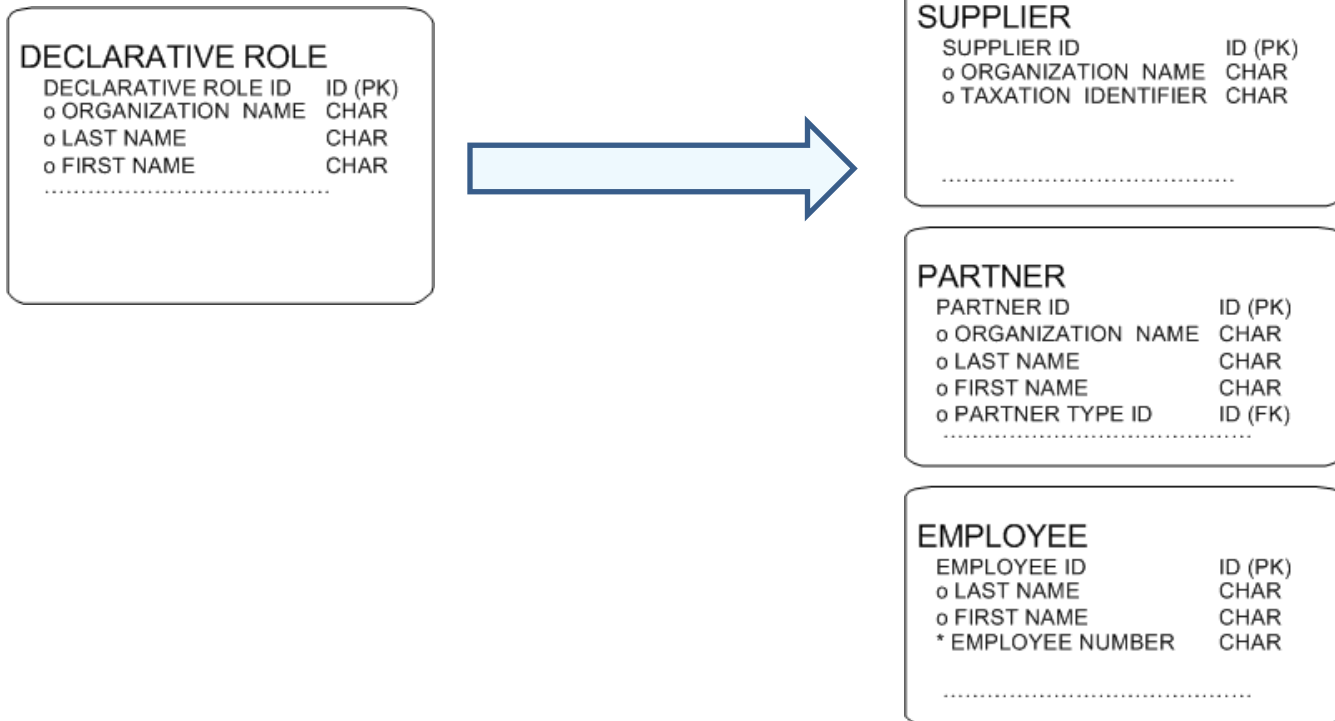 DECLARATIVE ROLE
DECLARATIVE ROLE ID ID (PK)
o ORGANIZATION NAME CHAR
o LAST NAME CHAR
o FIRST NAME CHAR
.......................................
SUPPLIER
SUPPLIER ID ID (PK)
o ORGANIZATION NAME CHAR
o TAXATION IDENTIFIER CHAR
.......................................
PARTNER
PARTNER ID ID (PK)
o ORGANIZATION NAME CHAR
o LAST NAME CHAR
o FIRST NAME CHAR
o PARTNER TYPE ID ID (FK)
.......................................
EMPLOYEE
EMPLOYEE ID ID (PK)
o LAST NAME CHAR
o FIRST NAME CHAR
* EMPLOYEE NUMBER CHAR
.......................................